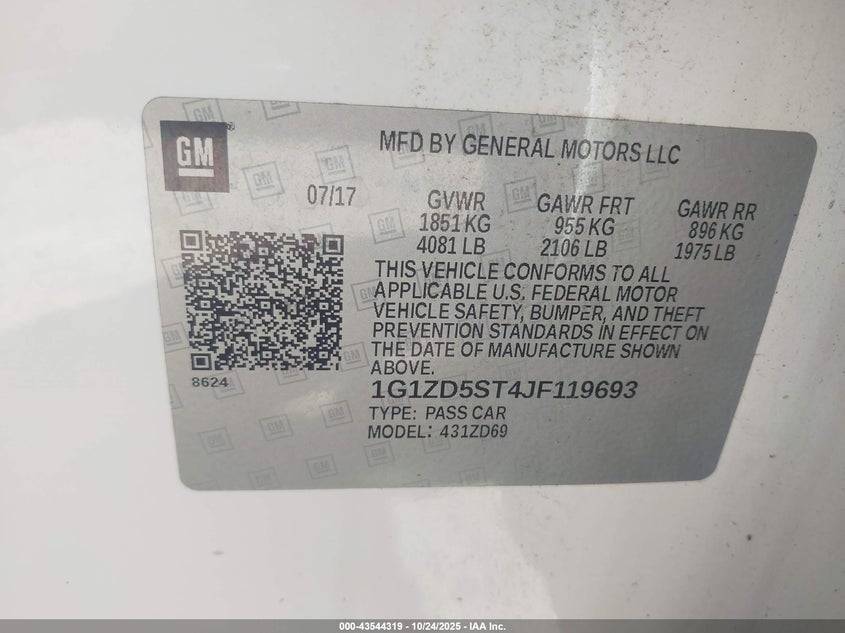 GM
MFD BY GENERAL MOTORS LLC
07/17
GVWR GAWR FRT GAWR RR
1851 KG 955 KG 896 KG
4081 LB 2106 LB 1975 LB
THIS VEHICLE CONFORMS TO ALL
APPLICABLE U.S. FEDERAL MOTOR
VEHICLE SAFETY, BUMPER, AND THEFT
PREVENTION STANDARDS IN EFFECT ON
THE DATE OF MANUFACTURE SHOWN
ABOVE.
8624
1G1ZD5ST4JF119693
TYPE: PASS CAR
MODEL: 431ZD69
000-43544319 - 10/24/2025 - IAA Inc.